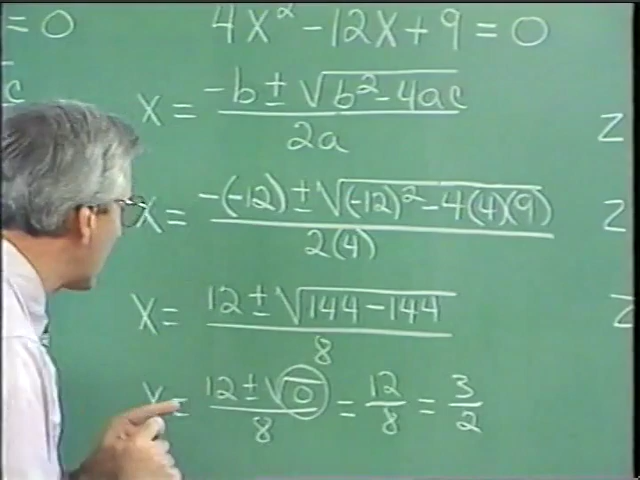 = 0
4X² - 12X + 9 = 0
c
X = (-b ± √(b² - 4ac)) / 2a
Z
X = (-(-12) ± √((-12)² - 4(4)(9))) / 2(4)
Z
X = (12 ± √(144 - 144)) / 8
Z
X = (12 ± √0) / 8 = 12/8 = 3/2